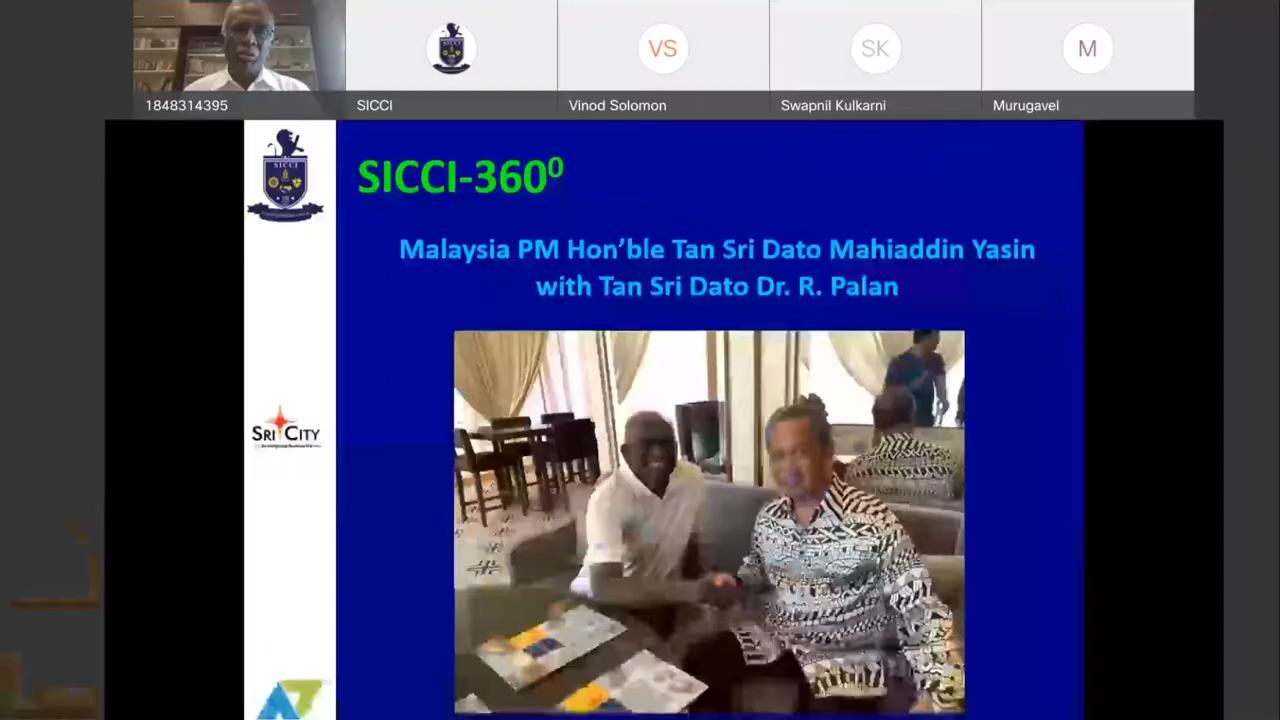 1848314395
SICCI
VS
Vinod Solomon
SK
Swapnil Kulkarni
M
Murugavel
SICCI
SICCI-360⁰
Malaysia PM Hon'ble Tan Sri Dato Mahiaddin Yasin
with Tan Sri Dato Dr. R. Palan
SRI CITY